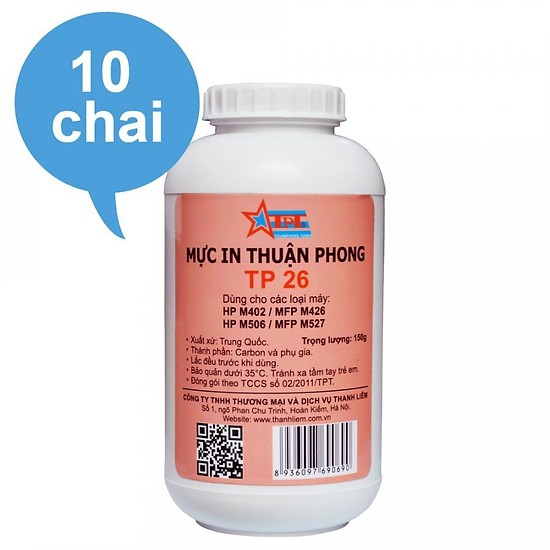 10
chai
TPT
MỰC IN THUẬN PHONG
TP 26
Dùng cho các loại máy:
HP M402 / MFP M426
HP M506 / MFP M527
• Xuất xứ: Trung Quốc. Trọng lượng: 150g
• Thành phần: Carbon và phụ gia.
• Lắc đều trước khi dùng.
• Bảo quản dưới 35°C. Tránh xa tầm tay trẻ em.
• Đóng gói theo TCCS số 02/2011/TPT.
CÔNG TY TNHH THƯƠNG MẠI VÀ DỊCH VỤ THANH LIÊM
Số 1, ngõ Phan Chu Trinh, Hoàn Kiếm, Hà Nội.
Website: www.thanhliem.com.vn
8 936097 690690